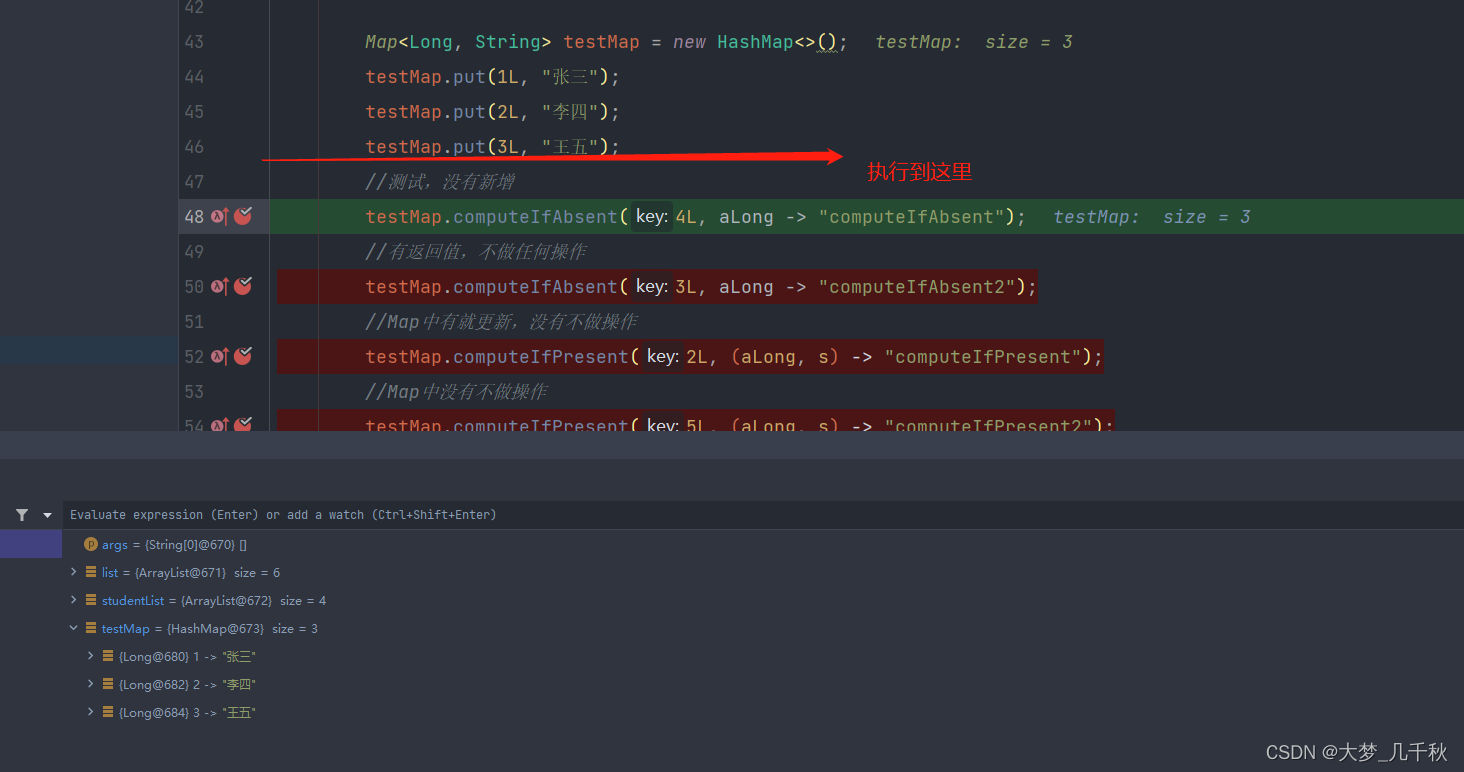 42
43 Map<Long, String> testMap = new HashMap<>(); testMap: size = 3
44 testMap.put(1L, "张三");
45 testMap.put(2L, "李四");
46 testMap.put(3L, "王五");
执行到这里
47 //测试，没有新增
48 testMap.computeIfAbsent( key: 4L, aLong -> "computeIfAbsent"); testMap: size = 3
49 //有返回值，不做任何操作
50 testMap.computeIfAbsent( key: 3L, aLong -> "computeIfAbsent2");
51 //Map中有就更新，没有不做操作
52 testMap.computeIfPresent( key: 2L, (aLong, s) -> "computeIfPresent");
53 //Map中没有不做操作
54 testMap.computeIfPresent( key: 5L, (aLong, s) -> "computeIfPresent2");
Evaluate expression (Enter) or add a watch (Ctrl+Shift+Enter)
p args = {String[0]@670} []
list = {ArrayList@671} size = 6
studentList = {ArrayList@672} size = 4
testMap = {HashMap@673} size = 3
{Long@680} 1 -> "张三"
{Long@682} 2 -> "李四"
{Long@684} 3 -> "王五"
CSDN @大梦_几千秋